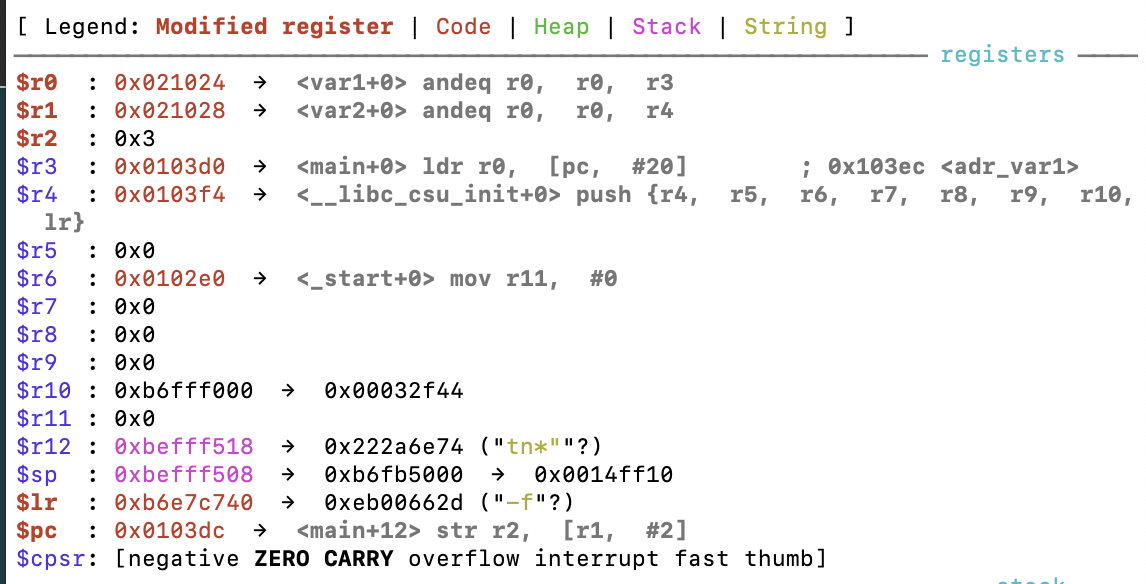 [ Legend: Modified register | Code | Heap | Stack | String ]
registers
$r0  : 0x021024  →  <var1+0> andeq r0,  r0,  r3
$r1  : 0x021028  →  <var2+0> andeq r0,  r0,  r4
$r2  : 0x3
$r3  : 0x0103d0  →  <main+0> ldr r0,  [pc,  #20]        ; 0x103ec <adr_var1>
$r4  : 0x0103f4  →  <__libc_csu_init+0> push {r4,  r5,  r6,  r7,  r8,  r9,  r10,
  lr}
$r5  : 0x0
$r6  : 0x0102e0  →  <_start+0> mov r11,  #0
$r7  : 0x0
$r8  : 0x0
$r9  : 0x0
$r10 : 0xb6fff000  →  0x00032f44
$r11 : 0x0
$r12 : 0xbefff518  →  0x222a6e74 ("tn*""?)
$sp  : 0xbefff508  →  0xb6fb5000  →  0x0014ff10
$lr  : 0xb6e7c740  →  0xeb00662d ("-f"?)
$pc  : 0x0103dc  →  <main+12> str r2,  [r1,  #2]
$cpsr: [negative ZERO CARRY overflow interrupt fast thumb]